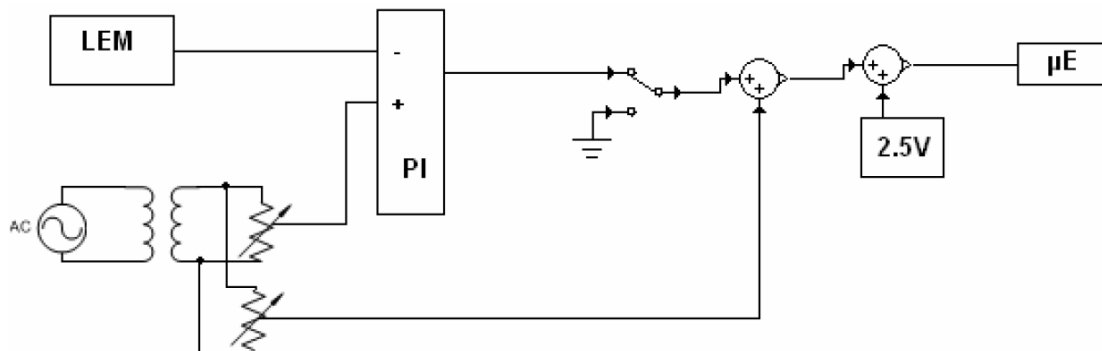 LEM
-
+
PI
+
+
+
+
2.5V
µE
AC